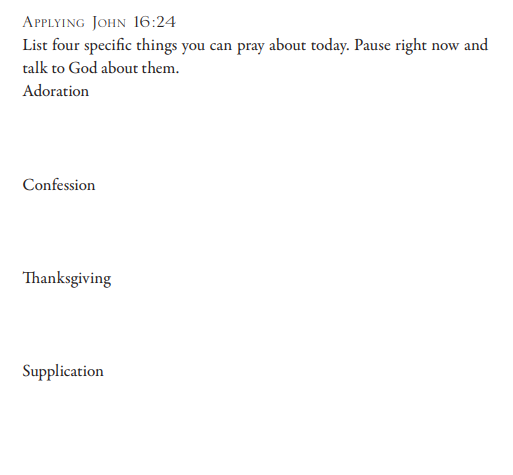 Applying John 16:24
List four specific things you can pray about today. Pause right now and
talk to God about them.
Adoration
Confession
Thanksgiving
Supplication